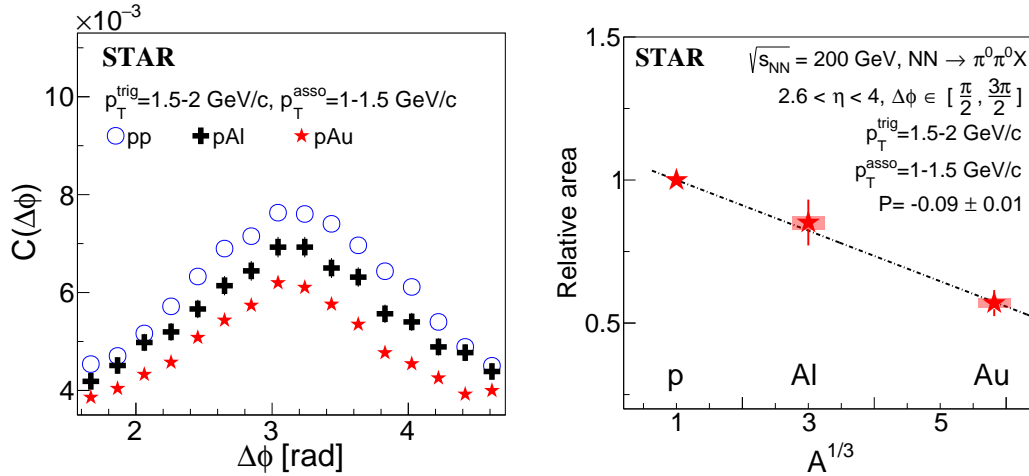 ×10⁻³
STAR
p_T^trig=1.5-2 GeV/c, p_T^asso=1-1.5 GeV/c
pp pAl pAu
C(Δϕ)
10
8
6
4
2 3 4
Δϕ [rad]
STAR
√s_NN = 200 GeV, NN → π⁰π⁰X
2.6 < η < 4, Δϕ ∈ [π/2, 3π/2]
p_T^trig=1.5-2 GeV/c
p_T^asso=1-1.5 GeV/c
P= -0.09 ± 0.01
Relative area
1.5
1
0.5
p Al Au
1 3 5
A^1/3